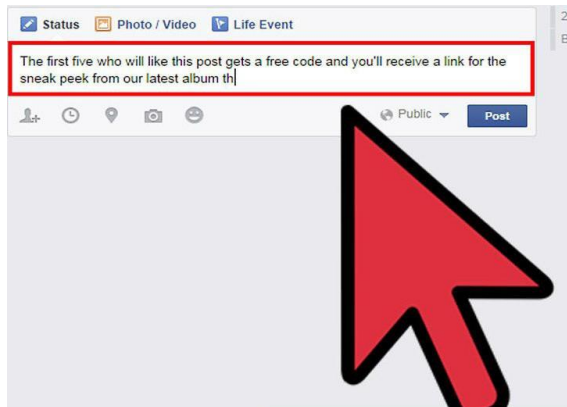 Status Photo / Video Life Event
The first five who will like this post gets a free code and you'll receive a link for the
sneak peek from our latest album th
Public Post
2